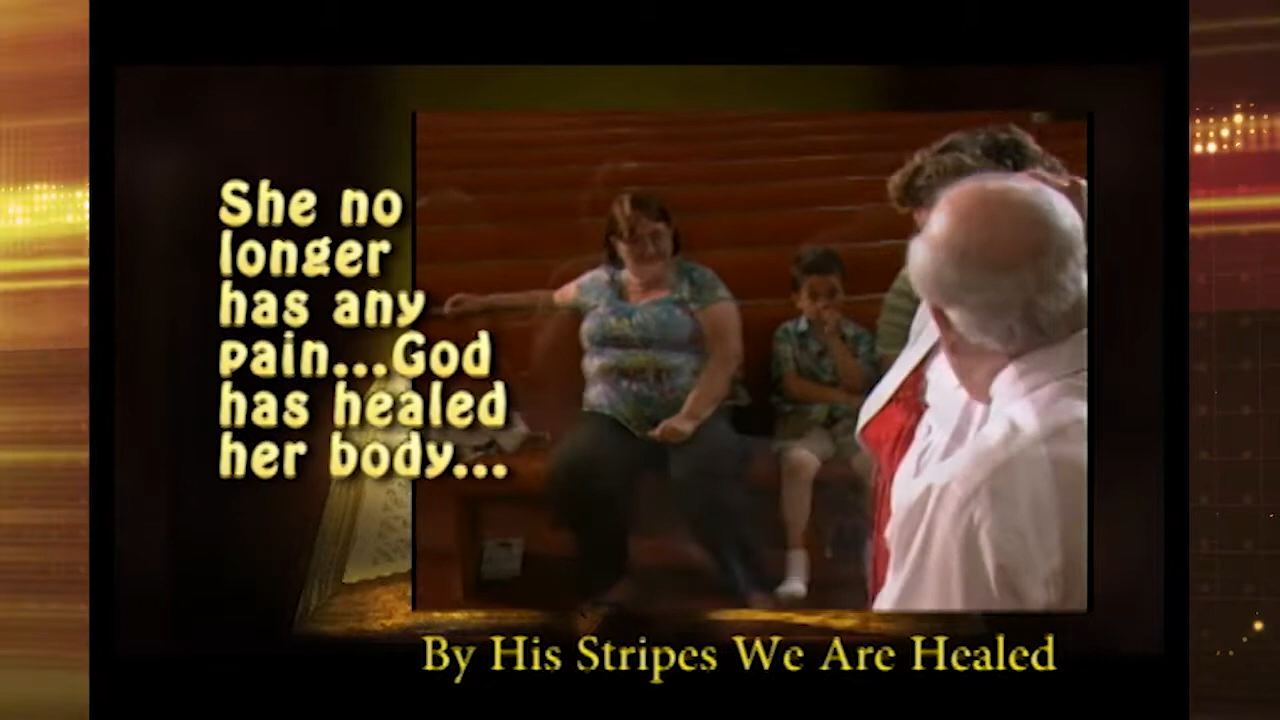 She no
longer
has any
pain...God
has healed
her body...
By His Stripes We Are Healed